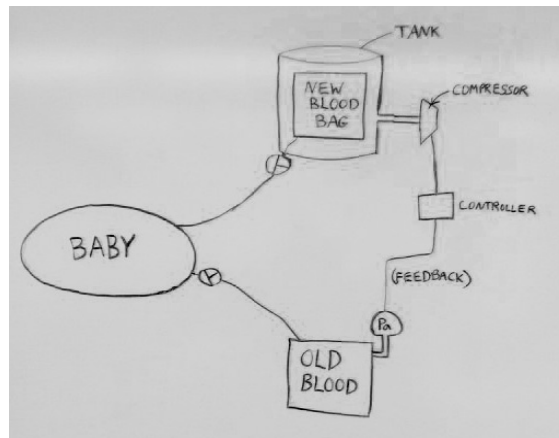 TANK
NEW
BLOOD
BAG
COMPRESSOR
CONTROLLER
BABY
(FEEDBACK)
Pa
OLD
BLOOD